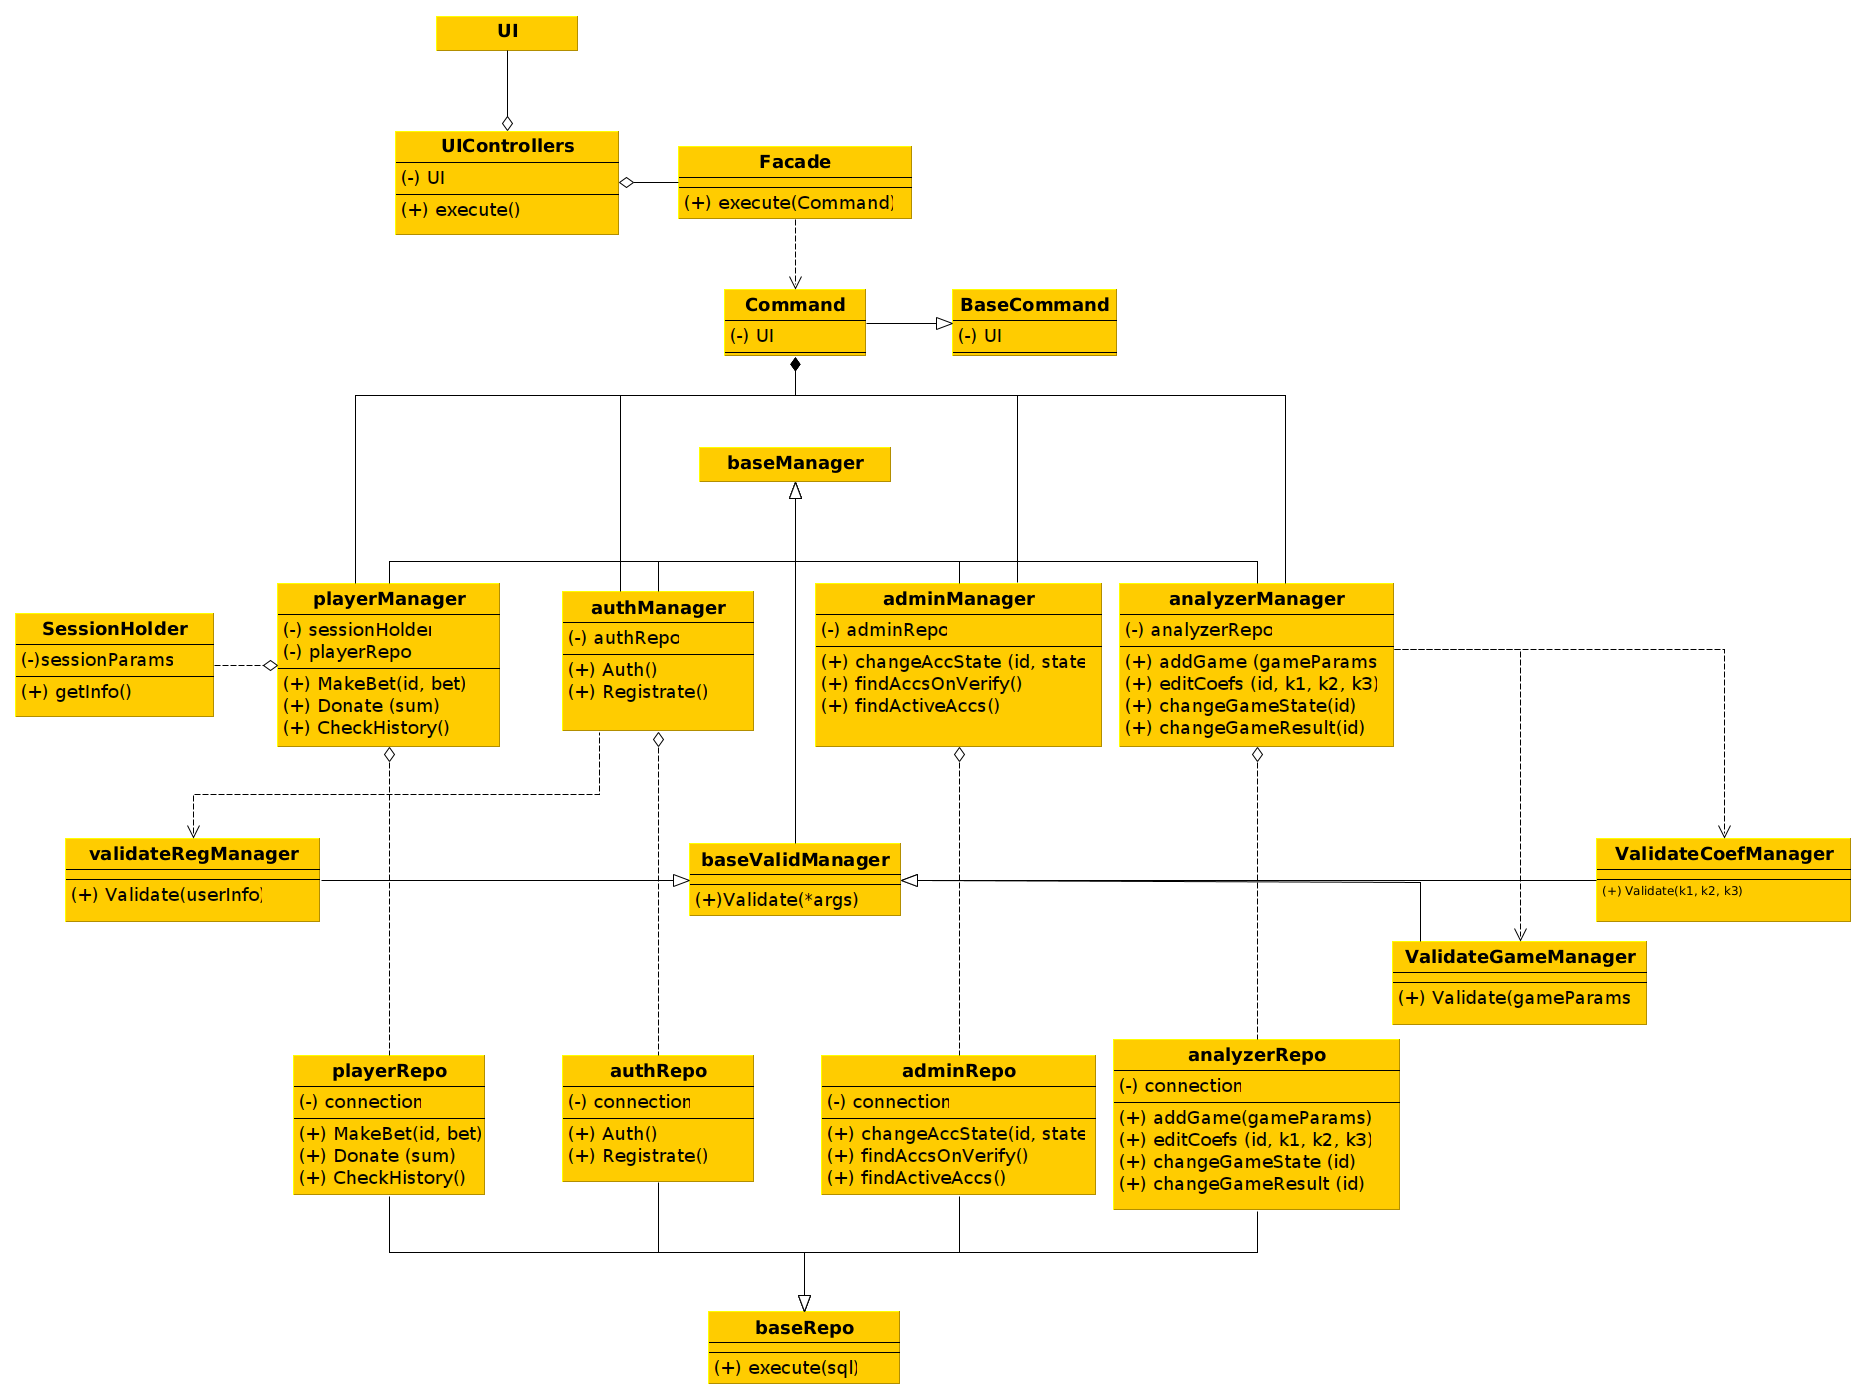 UI
UIControllers
(-) UI
(+) execute()
Facade
(+) execute(Command)
Command
(-) UI
BaseCommand
(-) UI
baseManager
SessionHolder
(-)sessionParams
(+) getInfo()
playerManager
(-) sessionHolder
(-) playerRepo
(+) MakeBet(id, bet)
(+) Donate (sum)
(+) CheckHistory()
authManager
(-) authRepo
(+) Auth()
(+) Registrate()
adminManager
(-) adminRepo
(+) changeAccState (id, state
(+) findAccsOnVerify()
(+) findActiveAccs()
analyzerManager
(-) analyzerRepo
(+) addGame (gameParams
(+) editCoefs (id, k1, k2, k3)
(+) changeGameState(id)
(+) changeGameResult(id)
validateRegManager
(+) Validate(userInfo)
baseValidManager
(+)Validate(*args)
ValidateCoefManager
(+) Validate(k1, k2, k3)
ValidateGameManager
(+) Validate(gameParams
playerRepo
(-) connection
(+) MakeBet(id, bet)
(+) Donate (sum)
(+) CheckHistory()
authRepo
(-) connection
(+) Auth()
(+) Registrate()
adminRepo
(-) connection
(+) changeAccState(id, state
(+) findAccsOnVerify()
(+) findActiveAccs()
analyzerRepo
(-) connection
(+) addGame(gameParams)
(+) editCoefs (id, k1, k2, k3)
(+) changeGameState (id)
(+) changeGameResult (id)
baseRepo
(+) execute(sql)